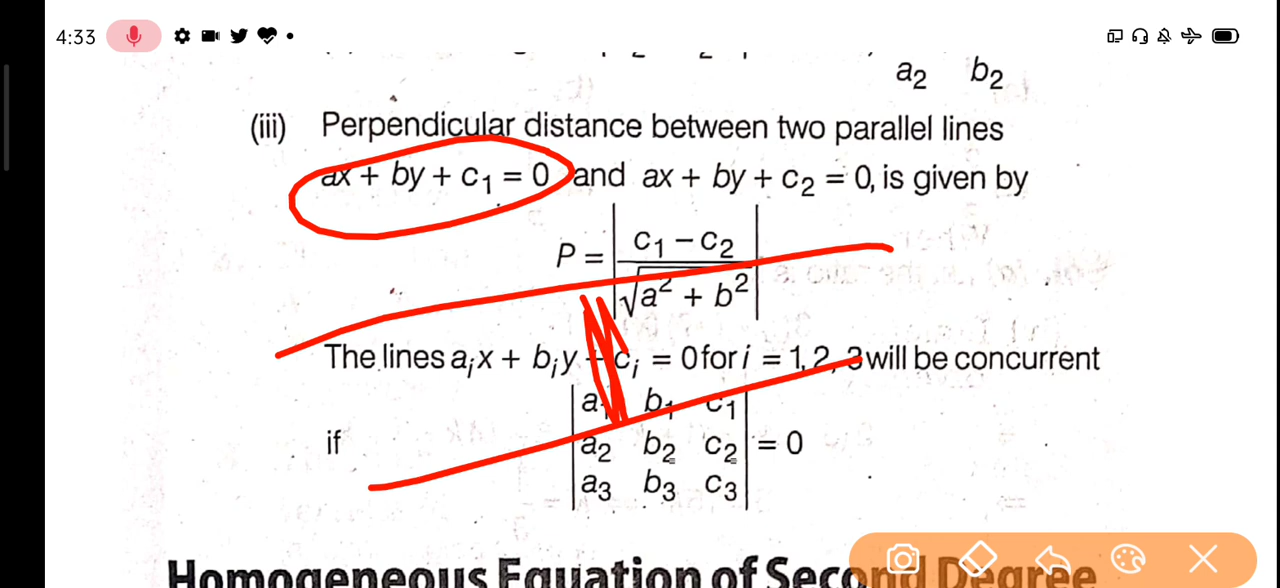 4:33
a₂ b₂
(iii) Perpendicular distance between two parallel lines
ax + by + c₁ = 0 and ax + by + c₂ = 0, is given by
P = | (c₁ – c₂) / √(a² + b²) |
The lines aᵢx + bᵢy + cᵢ = 0 for i = 1, 2, 3 will be concurrent
a₁ b₁ c₁
if | a₂ b₂ c₂ | = 0
a₃ b₃ c₃
Homogeneous Equation of Second Degree